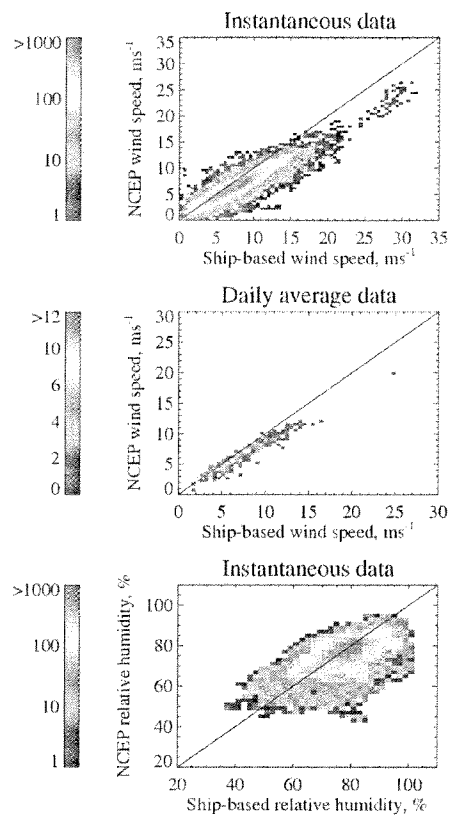 Instantaneous data
>1000
100
10
1
NCEP wind speed, ms-1
35
30
25
20
15
10
5
0
0 5 10 15 20 25 30 35
Ship-based wind speed, ms-1
Daily average data
>12
10
6
4
2
0
NCEP wind speed, ms-1
30
25
20
15
10
5
0
0 5 10 15 20 25 30
Ship-based wind speed, ms-1
Instantaneous data
>1000
100
10
1
NCEP relative humidity, %
100
80
60
40
20
20 40 60 80 100
Ship-based relative humidity, %